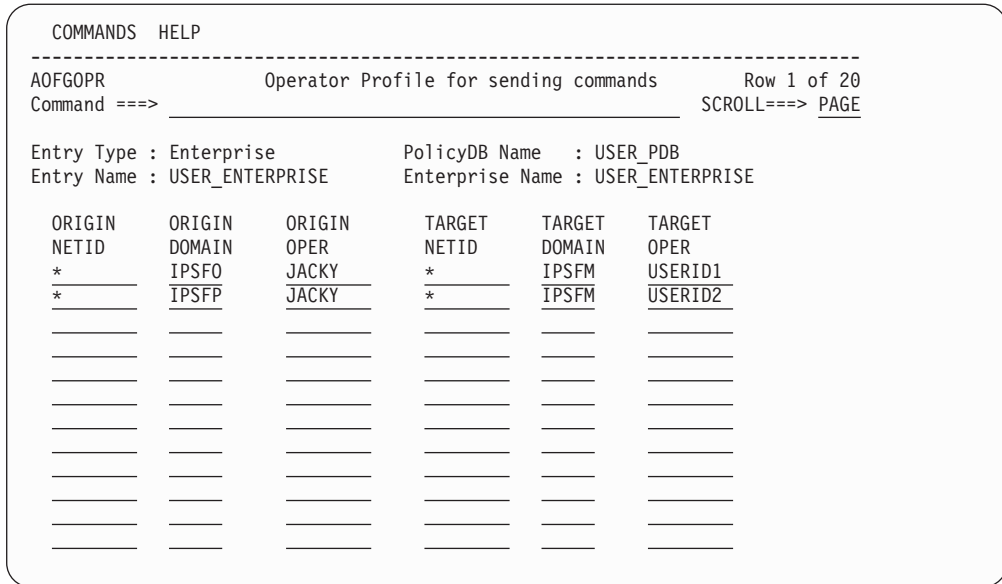 COMMANDS HELP
-------------------------------------------------------------------------------
AOFGOPR Operator Profile for sending commands Row 1 of 20
Command ===> SCROLL===> PAGE
Entry Type : Enterprise PolicyDB Name : USER_PDB
Entry Name : USER_ENTERPRISE Enterprise Name : USER_ENTERPRISE
ORIGIN ORIGIN ORIGIN TARGET TARGET TARGET
NETID DOMAIN OPER NETID DOMAIN OPER
* IPSFO JACKY * IPSFM USERID1
* IPSFP JACKY * IPSFM USERID2